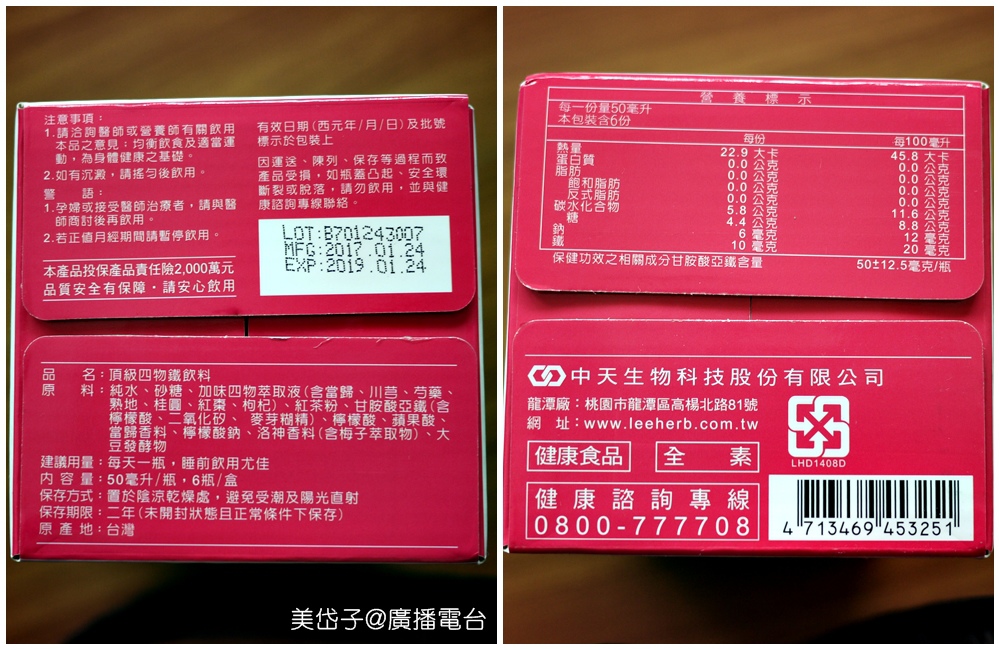 注意事項：
1.請洽詢醫師或營養師有關飲用
本品之意見：均衡飲食及適當運
動，為身體健康之基礎。
2.如有沉澱，請搖勻後飲用。
警　　語：
1.孕婦或接受醫師治療者，請與醫
師商討後再飲用。
2.若正值月經期間請暫停飲用。
本產品投保產品責任險2,000萬元
品質安全有保障，請安心飲用
有效日期(西元年/月/日)及批號
標示於包裝上
因運送、陳列、保存等過程而致
產品受損，如瓶蓋凸起、安全環
斷裂或脫落，請勿飲用，並與健
康諮詢專線聯絡。
LOT:B701243007
MFG:2017.01.24
EXP:2019.01.24
品　　名：頂級四物鐵飲料
原　　料：純水、砂糖、加味四物萃取液(含當歸、川芎、芍藥、
熟地、桂圓、紅棗、枸杞)、紅茶粉、甘胺酸亞鐵(含
檸檬酸、二氧化矽、麥芽糊精)、檸檬酸、蘋果酸、
當歸香料、檸檬酸鈉、洛神香料(含梅子萃取物)、大
豆發酵物
建議用量：每天一瓶，睡前飲用尤佳
內 容 量：50毫升/瓶，6瓶/盒
保存方式：置於陰涼乾燥處，避免受潮及陽光直射
保存期限：二年(未開封狀態且正常條件下保存)
原 產 地：台灣
美岱子@廣播電台
營養標示
每一份量50毫升
本包裝含6份
每份　每100毫升
熱量　22.9 大卡　45.8 大卡
蛋白質　0.0 公克　0.0 公克
脂肪　0.0 公克　0.0 公克
飽和脂肪　0.0 公克　0.0 公克
反式脂肪　0.0 公克　0.0 公克
碳水化合物　5.8 公克　11.6 公克
糖　4.4 公克　8.8 公克
鈉　6 毫克　12 毫克
鐵　10 毫克　20 毫克
保健功效之相關成分甘胺酸亞鐵含量　50±12.5毫克/瓶
中天生物科技股份有限公司
龍潭廠：桃園市龍潭區高楊北路81號
網　址：www.leeherb.com.tw
健康食品　全　素
LHD1408D
健康諮詢專線
0800-777708
4 713469 453251